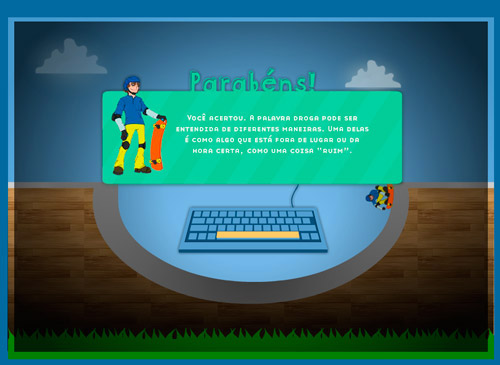 Parabéns!
VOCÊ ACERTOU. A PALAVRA DROGA PODE SER
ENTENDIDA DE DIFERENTES MANEIRAS. UMA DELAS
É COMO ALGO QUE ESTÁ FORA DE LUGAR OU DA
HORA CERTA, COMO UMA COISA "RUIM".